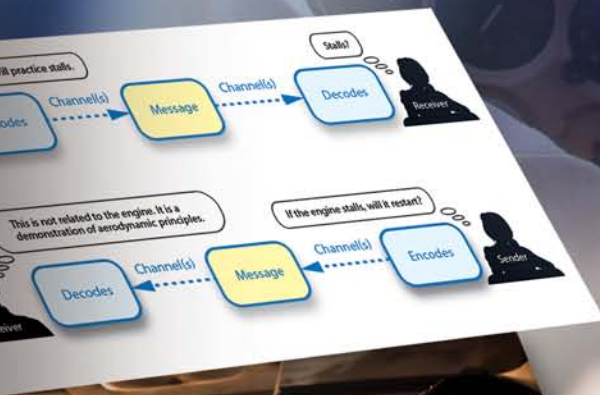 ill practice stalls.
Stalls?
odes
Channel(s)
Message
Channel(s)
Decodes
Receiver
This is not related to the engine. It is a
demonstration of aerodynamic principles.
If the engine stalls, will it restart?
eiver
Decodes
Channel(s)
Message
Channel(s)
Encodes
Sender